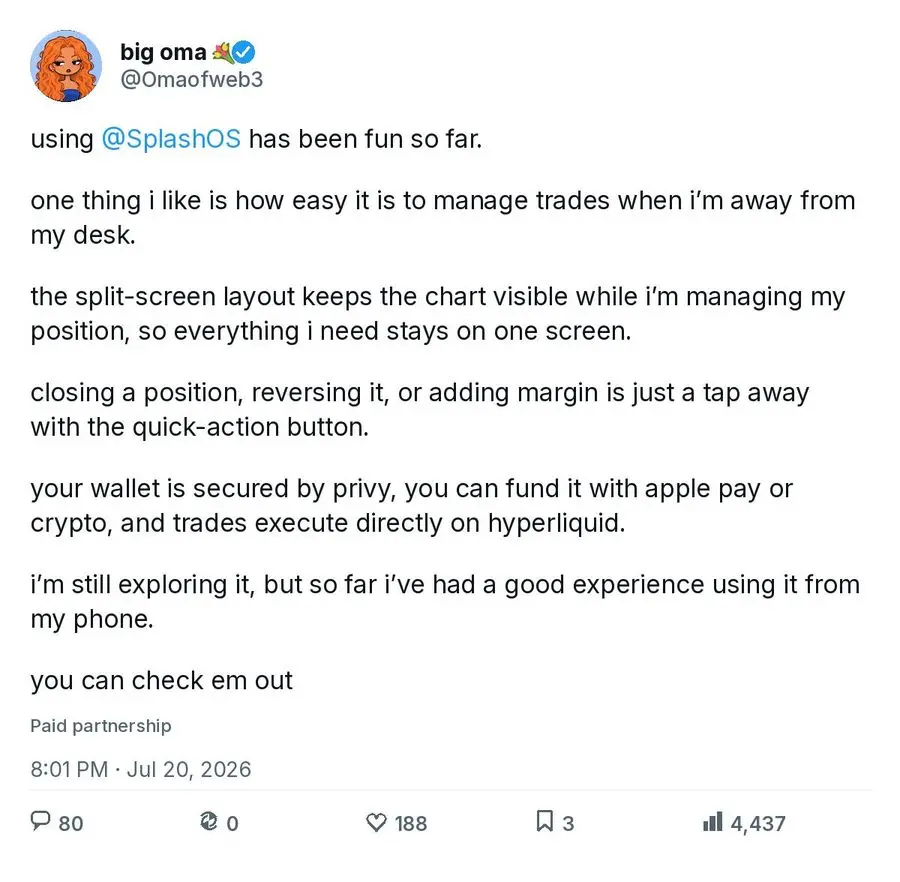 big oma 💐
@Omaofweb3
using @SplashOS has been fun so far.
one thing i like is how easy it is to manage trades when i’m away from
my desk.
the split-screen layout keeps the chart visible while i’m managing my
position, so everything i need stays on one screen.
closing a position, reversing it, or adding margin is just a tap away
with the quick-action button.
your wallet is secured by privy, you can fund it with apple pay or
crypto, and trades execute directly on hyperliquid.
i’m still exploring it, but so far i’ve had a good experience using it from
my phone.
you can check em out
Paid partnership
8:01 PM · Jul 20, 2026
80 0 188 3 4,437